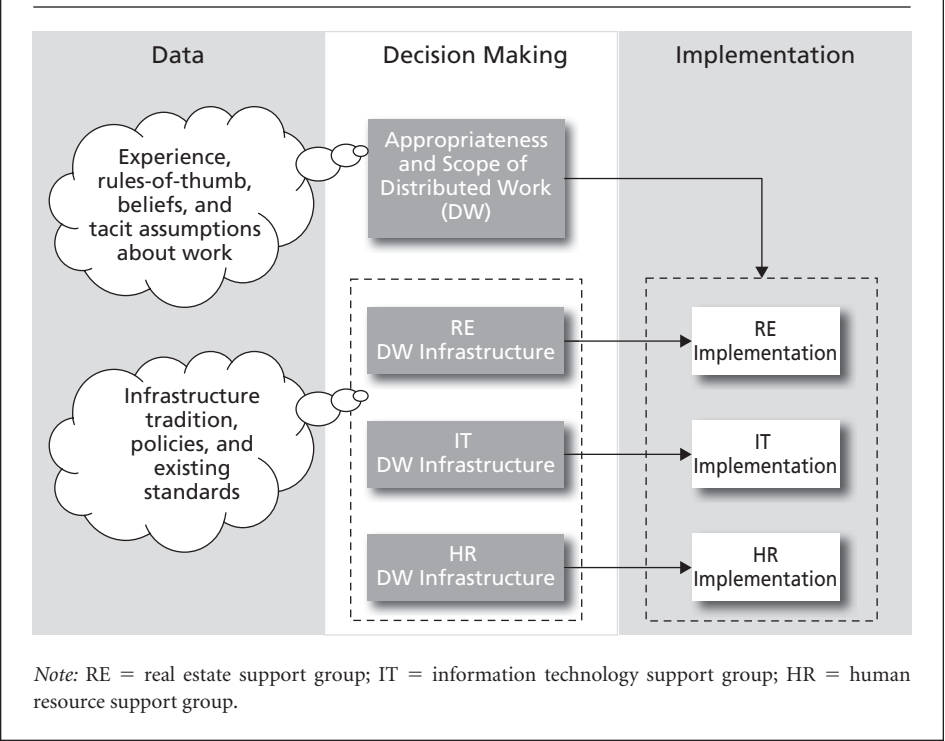 Data
Decision Making
Implementation
Experience,
rules-of-thumb,
beliefs, and
tacit assumptions
about work
Appropriateness
and Scope of
Distributed Work
(DW)
Infrastructure
tradition,
policies, and
existing
standards
RE
DW Infrastructure
RE
Implementation
IT
DW Infrastructure
IT
Implementation
HR
DW Infrastructure
HR
Implementation
Note: RE = real estate support group; IT = information technology support group; HR = human
resource support group.